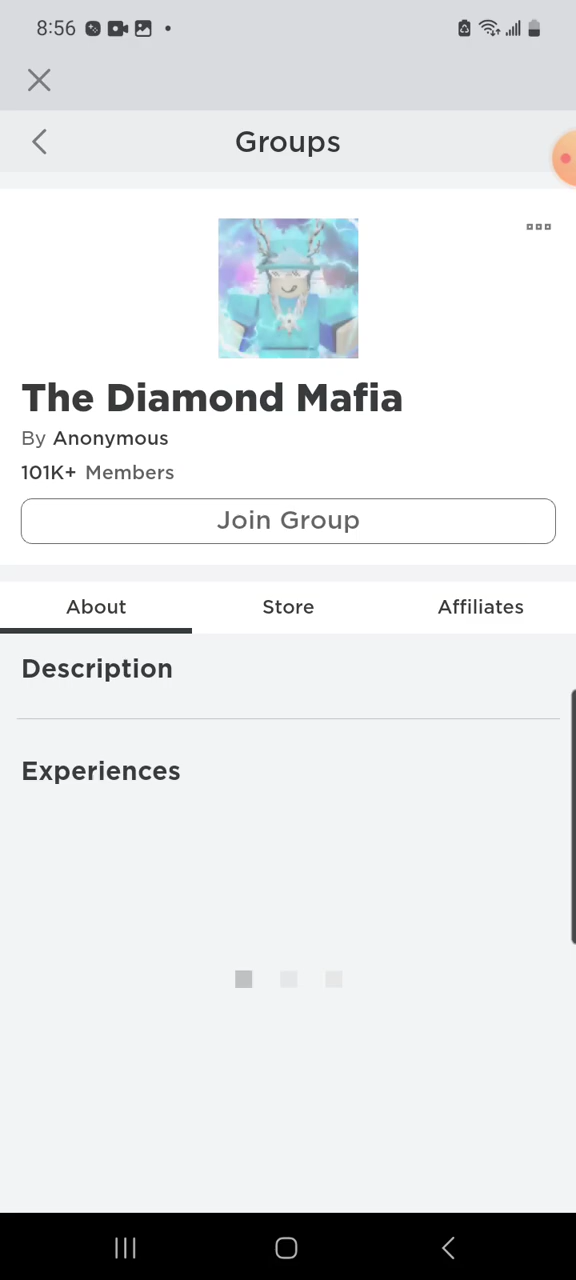 8:56
Groups
The Diamond Mafia
By Anonymous
101K+ Members
Join Group
About Store Affiliates
Description
Experiences